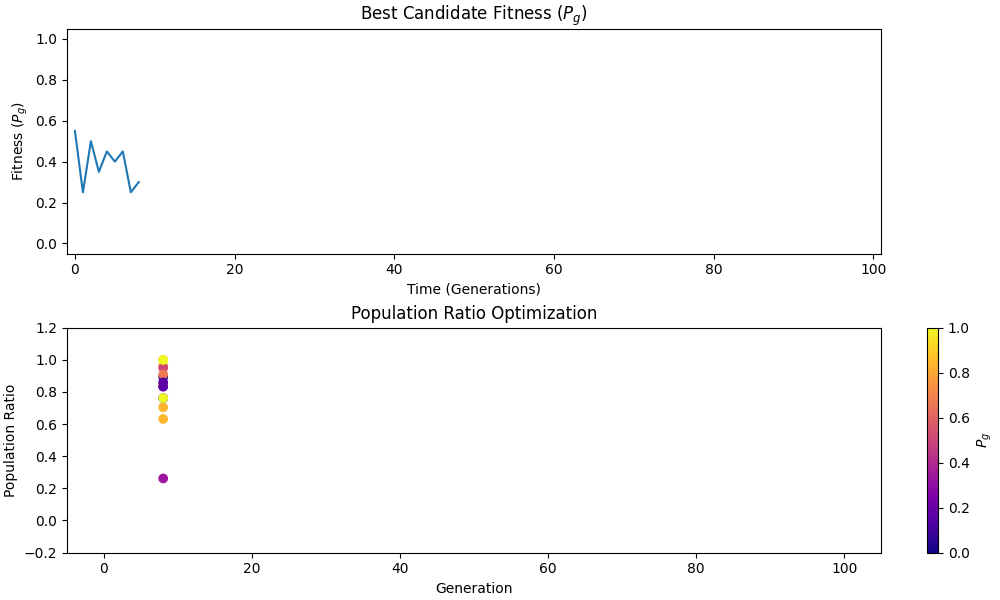 Best Candidate Fitness (P_g)
1.0
0.8
0.6
0.4
0.2
0.0
Fitness (P_g)
0 20 40 60 80 100
Time (Generations)
Population Ratio Optimization
1.2
1.0
0.8
0.6
0.4
0.2
0.0
−0.2
Population Ratio
0 20 40 60 80 100
Generation
1.0
0.8
0.6
0.4
0.2
0.0
P_g